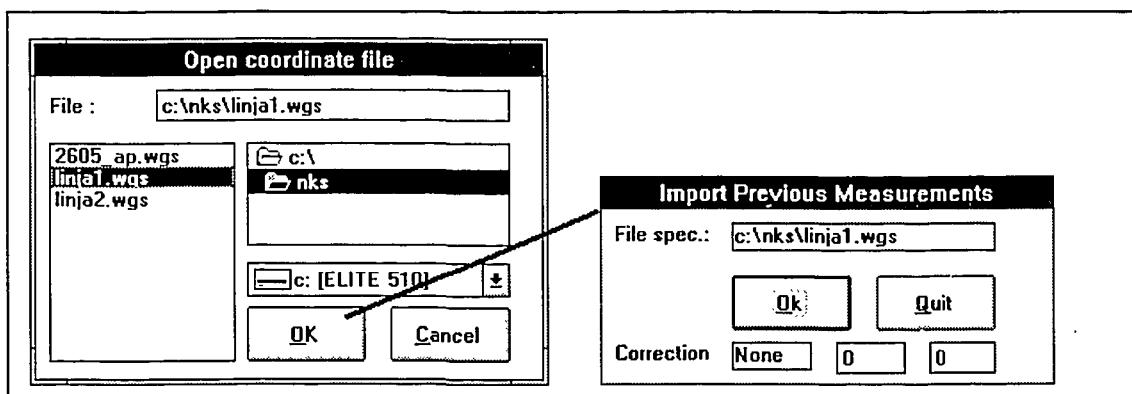 Open coordinate file
File :
c:\nks\linja1.wgs
2605_ap.wgs
linja1.wgs
linja2.wgs
c:\
nks
c: [ELITE 510]
OK
Cancel
Import Previous Measurements
File spec.:
c:\nks\linja1.wgs
Ok
Quit
Correction
None
0
0